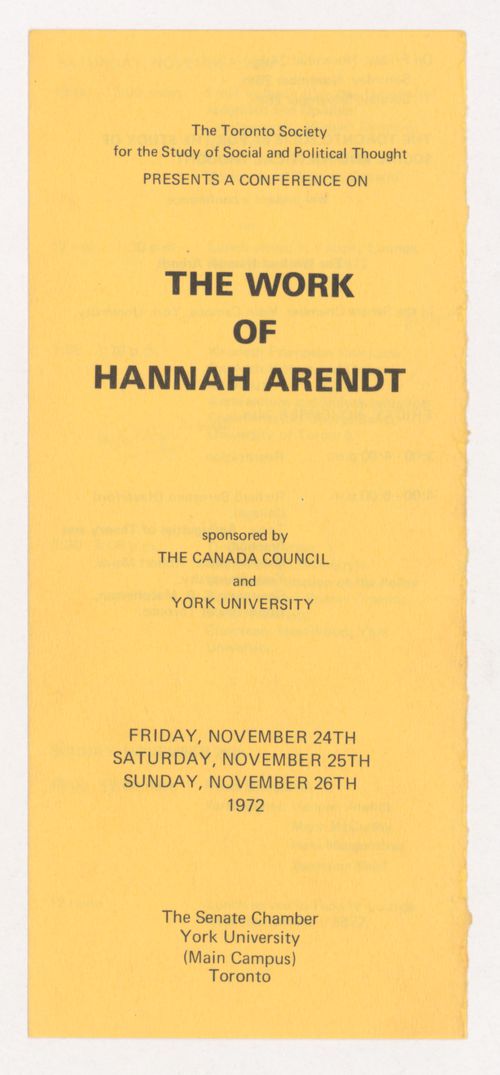 The Toronto Society
for the Study of Social and Political Thought
PRESENTS A CONFERENCE ON
THE WORK
OF
HANNAH ARENDT
sponsored by
THE CANADA COUNCIL
and
YORK UNIVERSITY
FRIDAY, NOVEMBER 24TH
SATURDAY, NOVEMBER 25TH
SUNDAY, NOVEMBER 26TH
1972
The Senate Chamber
York University
(Main Campus)
Toronto